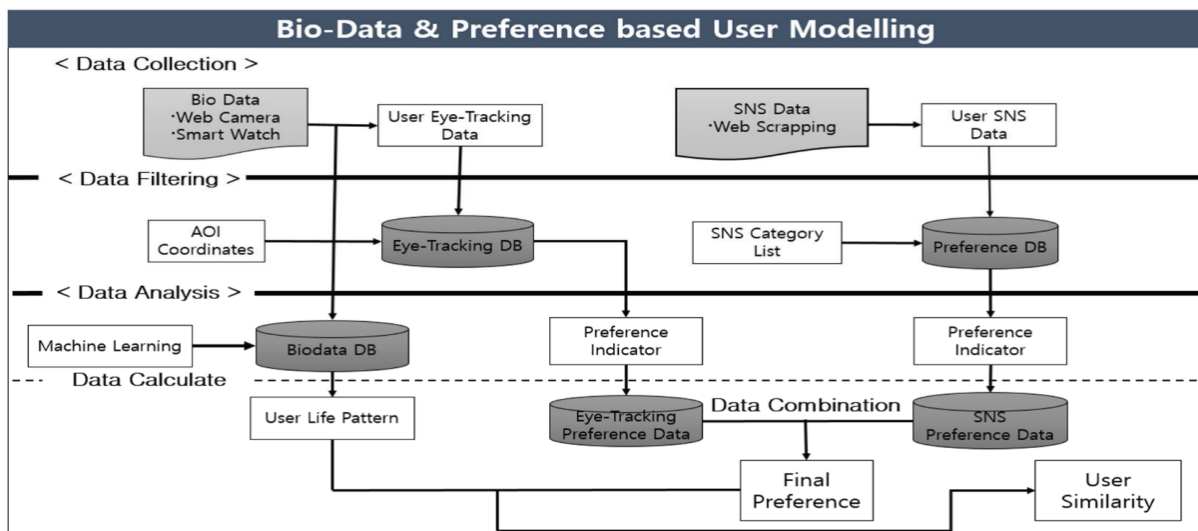 Bio-Data & Preference based User Modelling
< Data Collection >
Bio Data
·Web Camera
·Smart Watch
User Eye-Tracking
Data
SNS Data
·Web Scrapping
User SNS
Data
< Data Filtering >
AOI
Coordinates
Eye-Tracking DB
SNS Category
List
Preference DB
< Data Analysis >
Machine Learning
Biodata DB
Preference
Indicator
Preference
Indicator
Data Calculate
User Life Pattern
Eye-Tracking
Preference Data
Data Combination
SNS
Preference Data
Final
Preference
User
Similarity